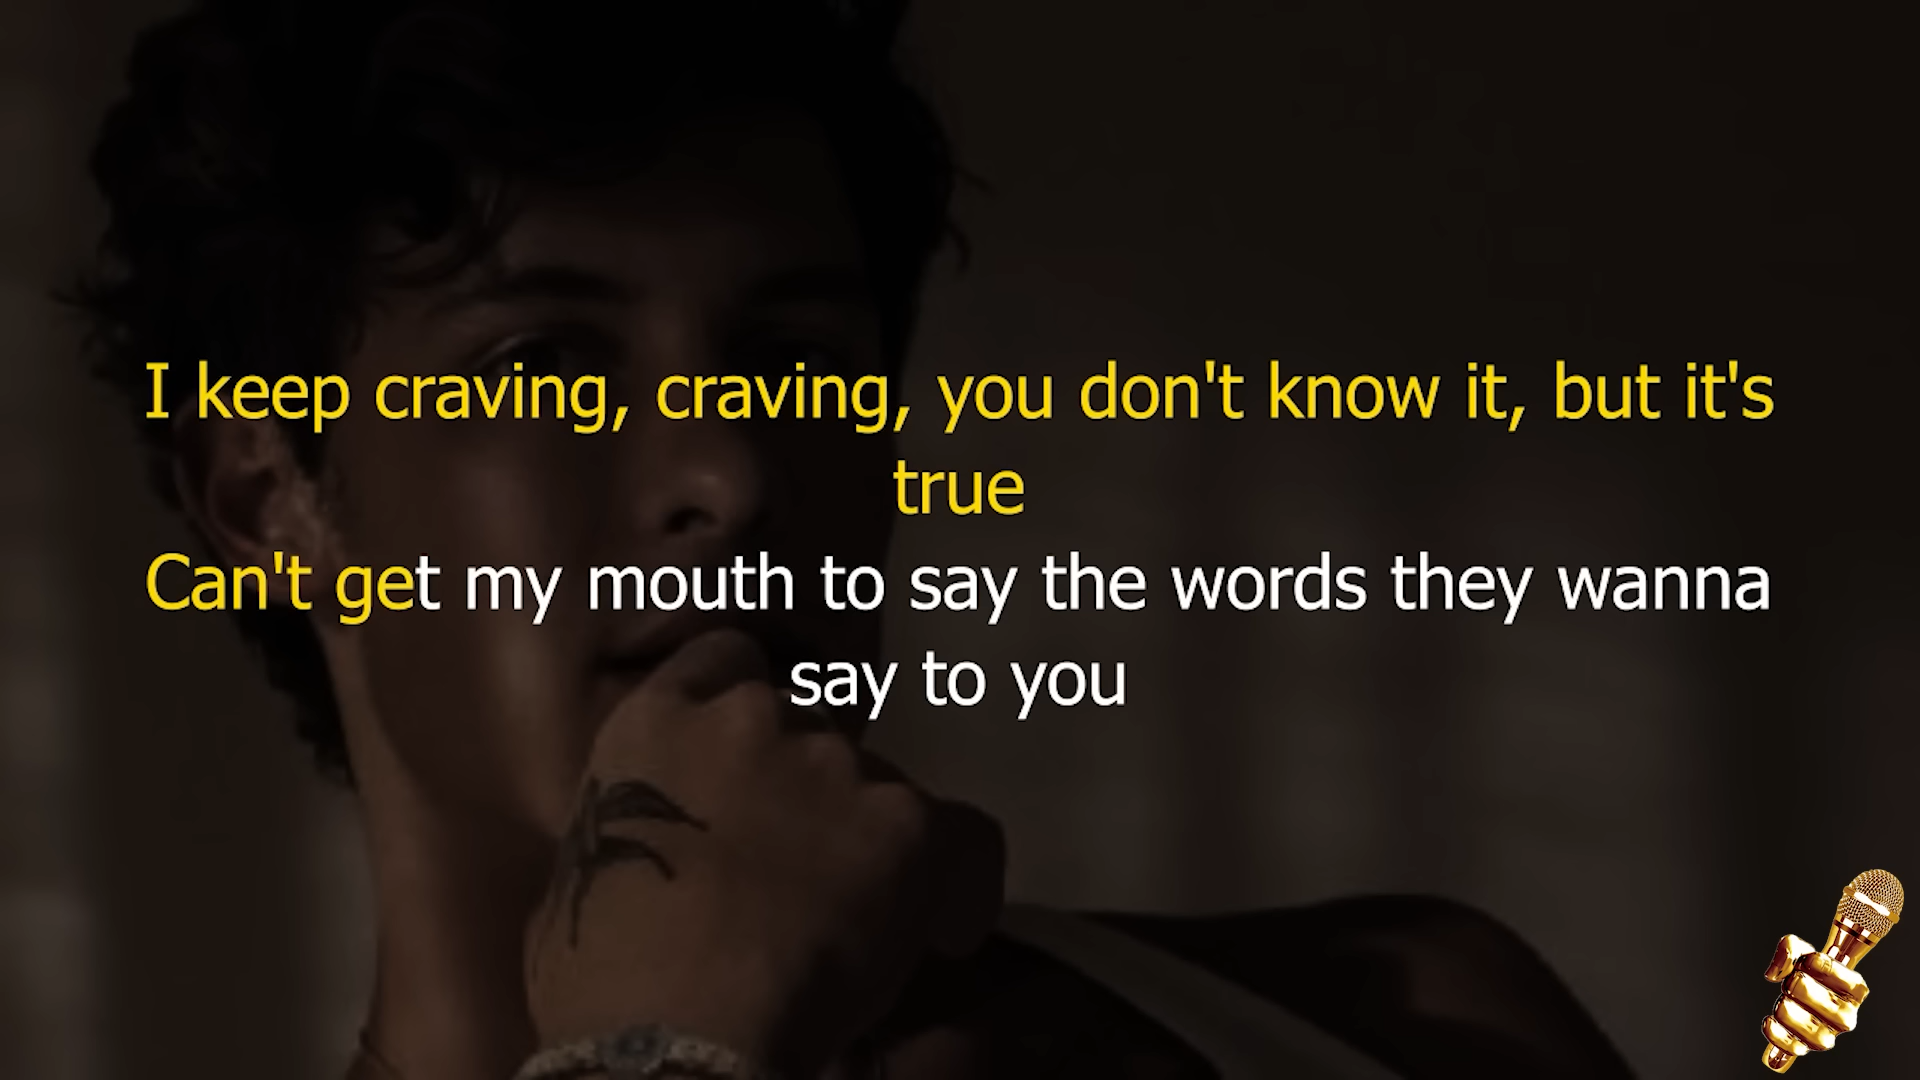 I keep craving, craving, you don't know it, but it's
true
Can't get my mouth to say the words they wanna
say to you